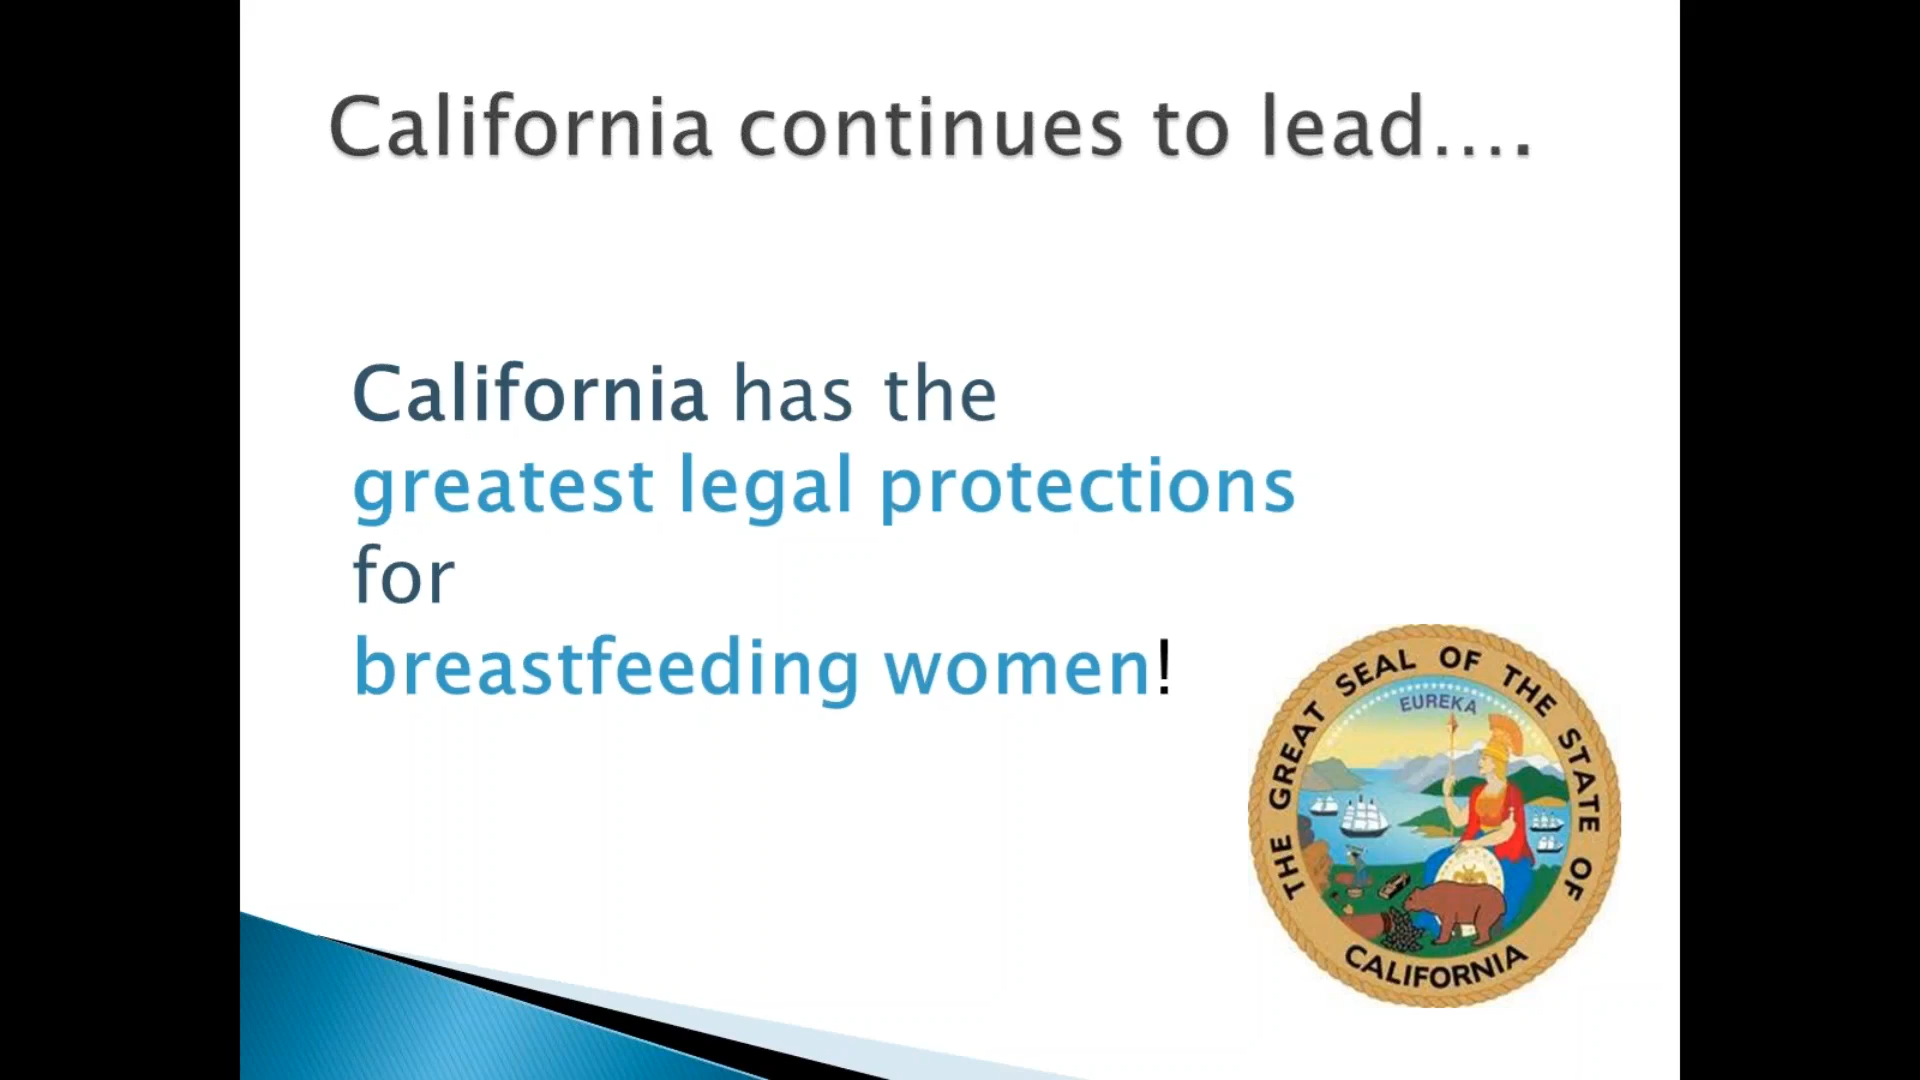 California continues to lead....
California has the
greatest legal protections
for
breastfeeding women!
THE GREAT SEAL OF THE STATE OF
EUREKA
CALIFORNIA